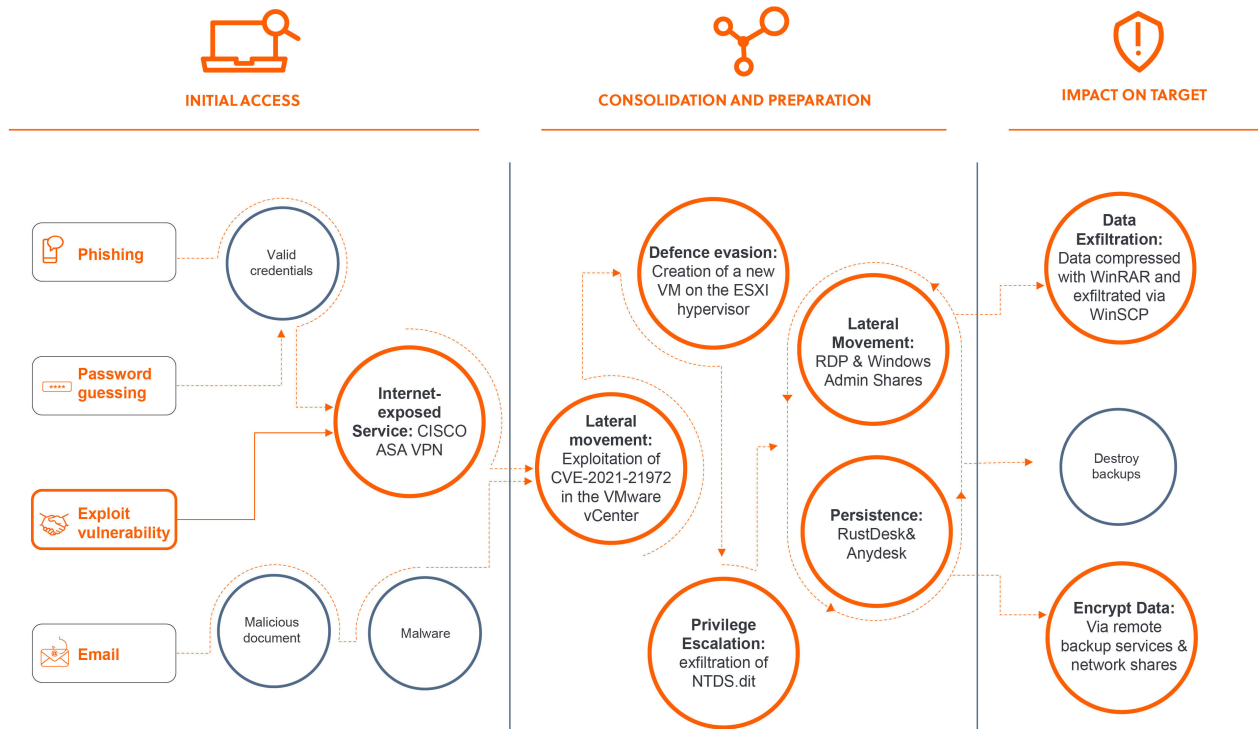 INITIAL ACCESS
CONSOLIDATION AND PREPARATION
IMPACT ON TARGET
Phishing
Valid
credentials
****
Password
guessing
Internet-
exposed
Service: CISCO
ASA VPN
Exploit
vulnerability
Email
Malicious
document
Malware
Lateral
movement:
Exploitation of
CVE-2021-21972
in the VMware
vCenter
Defence evasion:
Creation of a new
VM on the ESXI
hypervisor
Privilege
Escalation:
exfiltration of
NTDS.dit
Lateral
Movement:
RDP & Windows
Admin Shares
Persistence:
RustDesk&
Anydesk
Data
Exfiltration:
Data compressed
with WinRAR and
exfiltrated via
WinSCP
Destroy
backups
Encrypt Data:
Via remote
backup services &
network shares